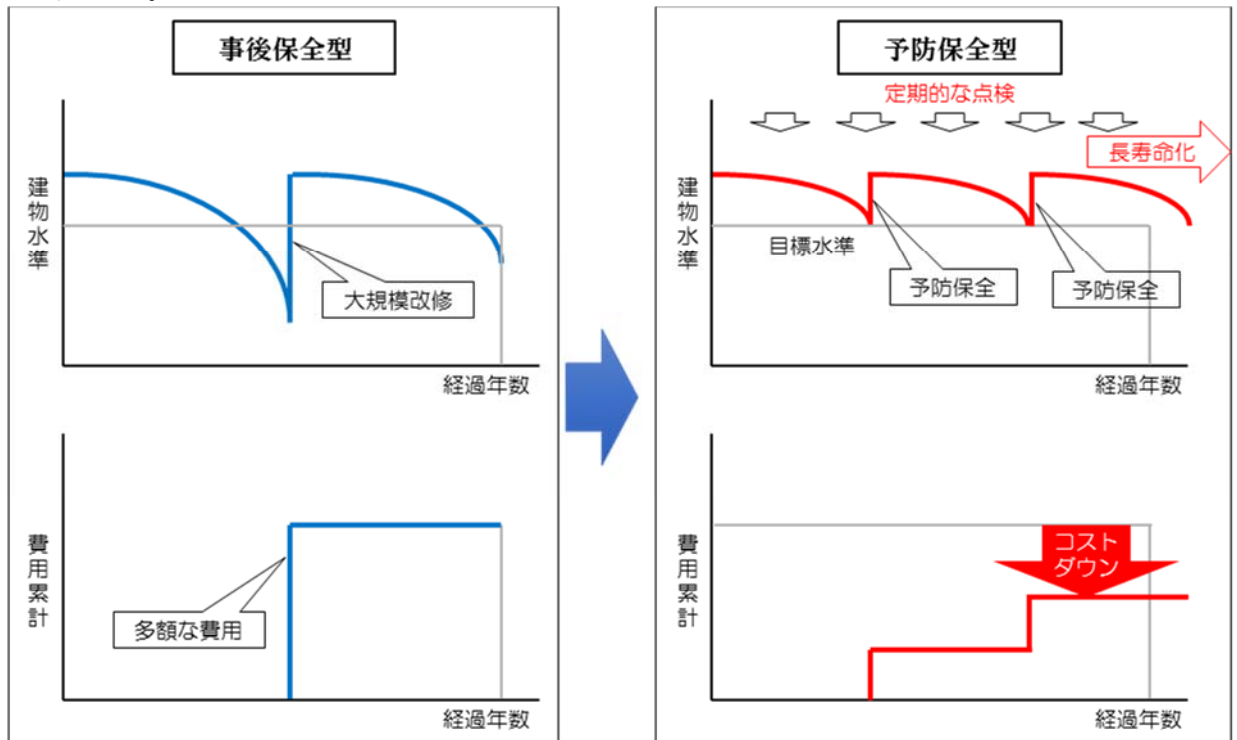 事後保全型
建物水準
大規模改修
経過年数
費用累計
多額な費用
経過年数
予防保全型
定期的な点検
長寿命化
建物水準
目標水準
予防保全
予防保全
経過年数
費用累計
コスト
ダウン
経過年数